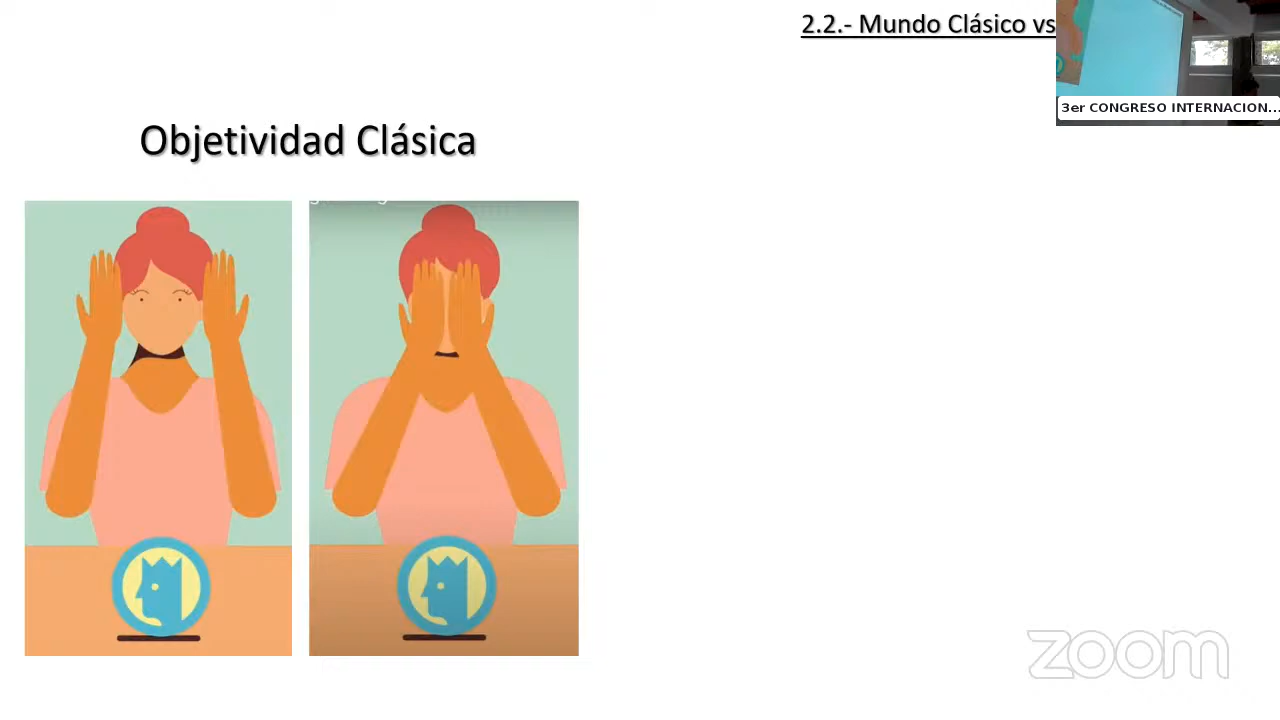 2.2.- Mundo Clásico vs
3er CONGRESO INTERNACION...
Objetividad Clásica
zoom